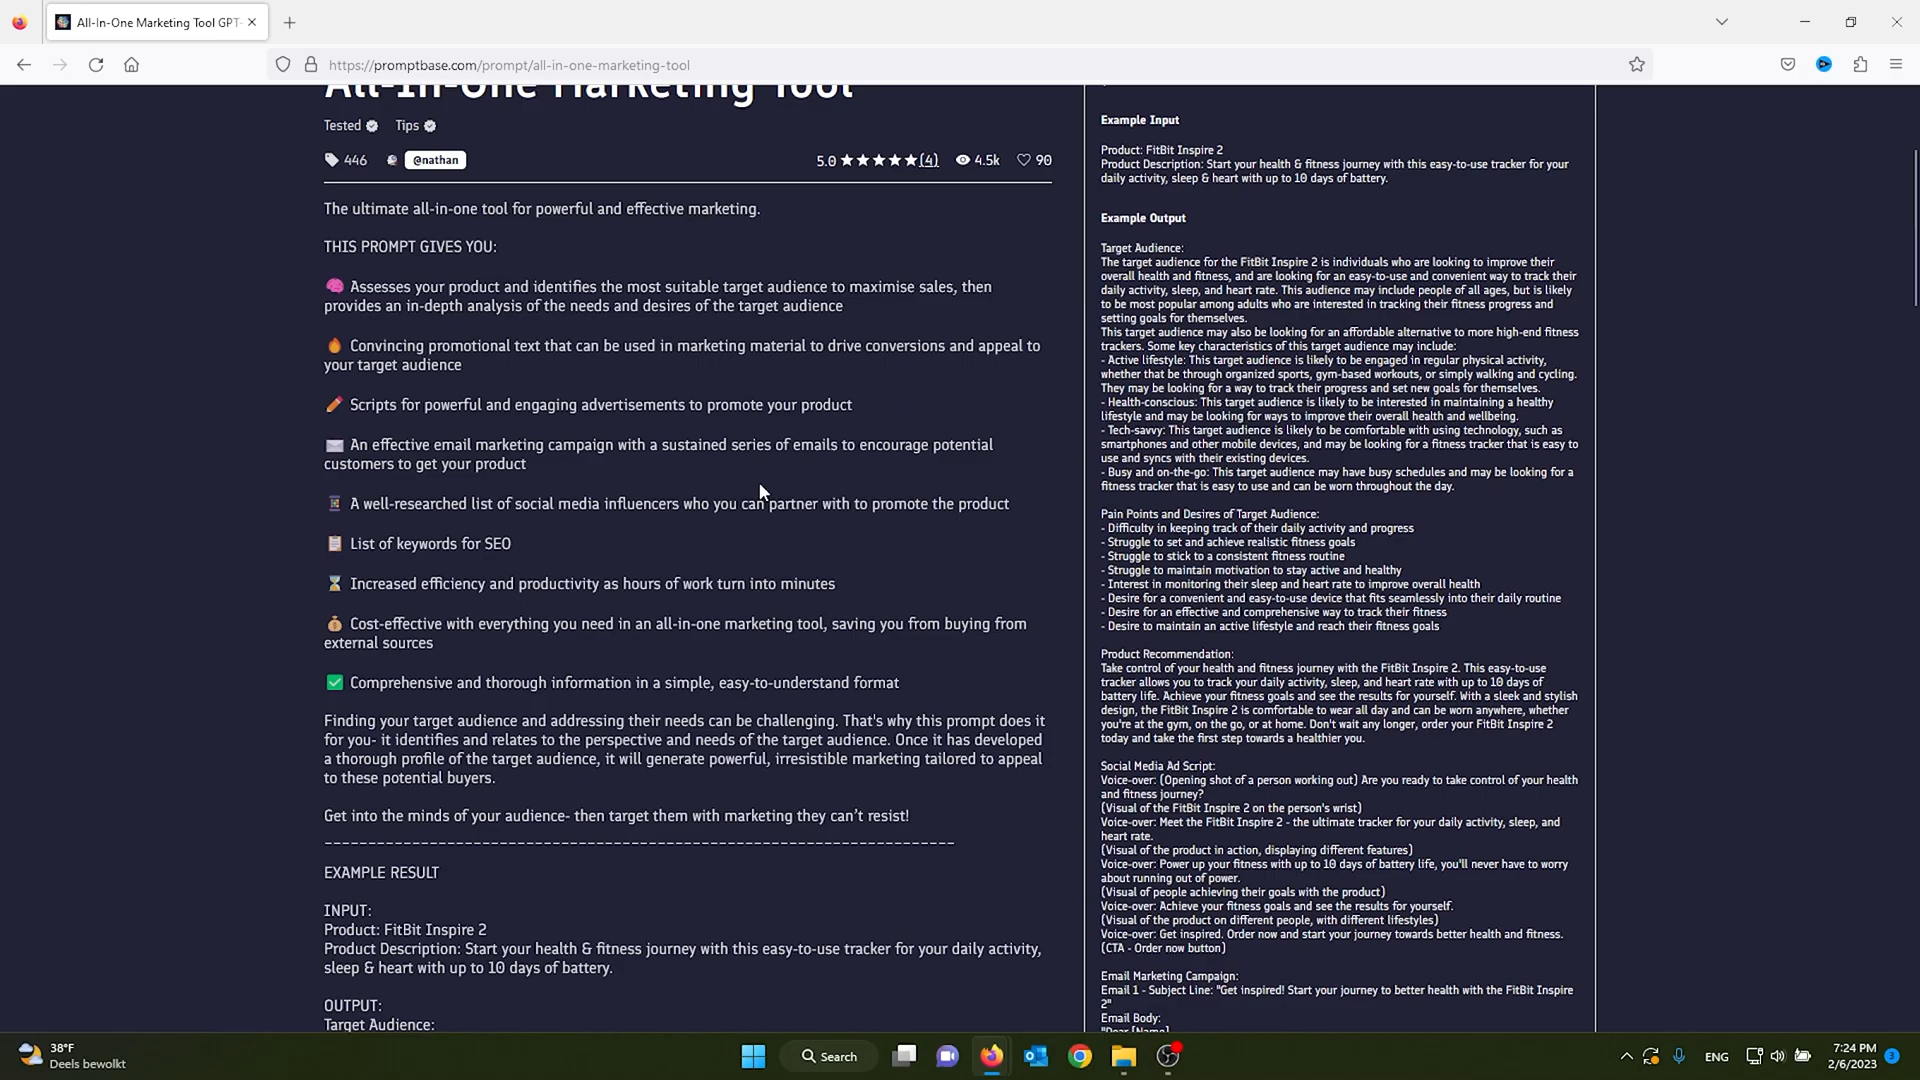 All-In-One Marketing Tool GPT
https://promptbase.com/prompt/all-in-one-marketing-tool
All-In-One Marketing Tool
Tested Tips
446 @nathan 5.0 (4) 4.5k 90
The ultimate all-in-one tool for powerful and effective marketing.
THIS PROMPT GIVES YOU:
🧠 Assesses your product and identifies the most suitable target audience to maximise sales, then
provides an in-depth analysis of the needs and desires of the target audience
🔥 Convincing promotional text that can be used in marketing material to drive conversions and appeal to
your target audience
✏️ Scripts for powerful and engaging advertisements to promote your product
✉️ An effective email marketing campaign with a sustained series of emails to encourage potential
customers to get your product
📱 A well-researched list of social media influencers who you can partner with to promote the product
📋 List of keywords for SEO
⏳ Increased efficiency and productivity as hours of work turn into minutes
💰 Cost-effective with everything you need in an all-in-one marketing tool, saving you from buying from
external sources
✅ Comprehensive and thorough information in a simple, easy-to-understand format
Finding your target audience and addressing their needs can be challenging. That's why this prompt does it
for you- it identifies and relates to the perspective and needs of the target audience. Once it has developed
a thorough profile of the target audience, it will generate powerful, irresistible marketing tailored to appeal
to these potential buyers.
Get into the minds of your audience- then target them with marketing they can’t resist!
EXAMPLE RESULT
INPUT:
Product: FitBit Inspire 2
Product Description: Start your health & fitness journey with this easy-to-use tracker for your daily activity,
sleep & heart with up to 10 days of battery.
OUTPUT:
Target Audience:
Example Input
Product: FitBit Inspire 2
Product Description: Start your health & fitness journey with this easy-to-use tracker for your
daily activity, sleep & heart with up to 10 days of battery.
Example Output
Target Audience:
The target audience for the FitBit Inspire 2 is individuals who are looking to improve their
overall health and fitness, and are looking for an easy-to-use and convenient way to track their
daily activity, sleep, and heart rate. This audience may include people of all ages, but is likely
to be most popular among adults who are interested in tracking their fitness progress and
setting goals for themselves.
This target audience may also be looking for an affordable alternative to more high-end fitness
trackers. Some key characteristics of this target audience may include:
- Active lifestyle: This target audience is likely to be engaged in regular physical activity,
whether that be through organized sports, gym-based workouts, or simply walking and cycling.
They may be looking for a way to track their progress and set new goals for themselves.
- Health-conscious: This target audience is likely to be interested in maintaining a healthy
lifestyle and may be looking for ways to improve their overall health and wellbeing.
- Tech-savvy: This target audience is likely to be comfortable with using technology, such as
smartphones and other mobile devices, and may be looking for a fitness tracker that is easy to
use and syncs with their existing devices.
- Busy and on-the-go: This target audience may have busy schedules and may be looking for a
fitness tracker that is easy to use and can be worn throughout the day.
Pain Points and Desires of Target Audience:
- Difficulty in keeping track of their daily activity and progress
- Struggle to set and achieve realistic fitness goals
- Struggle to stick to a consistent fitness routine
- Struggle to maintain motivation to stay active and healthy
- Interest in monitoring their sleep and heart rate to improve overall health
- Desire for a convenient and easy-to-use device that fits seamlessly into their daily routine
- Desire for an effective and comprehensive way to track their fitness
- Desire to maintain an active lifestyle and reach their fitness goals
Product Recommendation:
Take control of your health and fitness journey with the FitBit Inspire 2. This easy-to-use
tracker allows you to track your daily activity, sleep, and heart rate with up to 10 days of
battery life. Achieve your fitness goals and see the results for yourself. With a sleek and stylish
design, the FitBit Inspire 2 is comfortable to wear all day and can be worn anywhere, whether
you're at the gym, on the go, or at home. Don't wait any longer, order your FitBit Inspire 2
today and take the first step towards a healthier you.
Social Media Ad Script:
Voice-over: (Opening shot of a person working out) Are you ready to take control of your health
and fitness journey?
(Visual of the FitBit Inspire 2 on the person's wrist)
Voice-over: Meet the FitBit Inspire 2 - the ultimate tracker for your daily activity, sleep, and
heart rate.
(Visual of the product in action, displaying different features)
Voice-over: Power up your fitness with up to 10 days of battery life, you'll never have to worry
about running out of power.
(Visual of people achieving their goals with the product)
Voice-over: Achieve your fitness goals and see the results for yourself.
(Visual of the product on different people, with different lifestyles)
Voice-over: Get inspired. Order now and start your journey towards better health and fitness.
(CTA - Order now button)
Email Marketing Campaign:
Email 1 - Subject Line: "Get inspired! Start your journey to better health with the FitBit Inspire
2"
Email Body:
"Dear [Name]
38°F
Deels bewolkt
Search
ENG
7:24 PM
2/6/2023
3